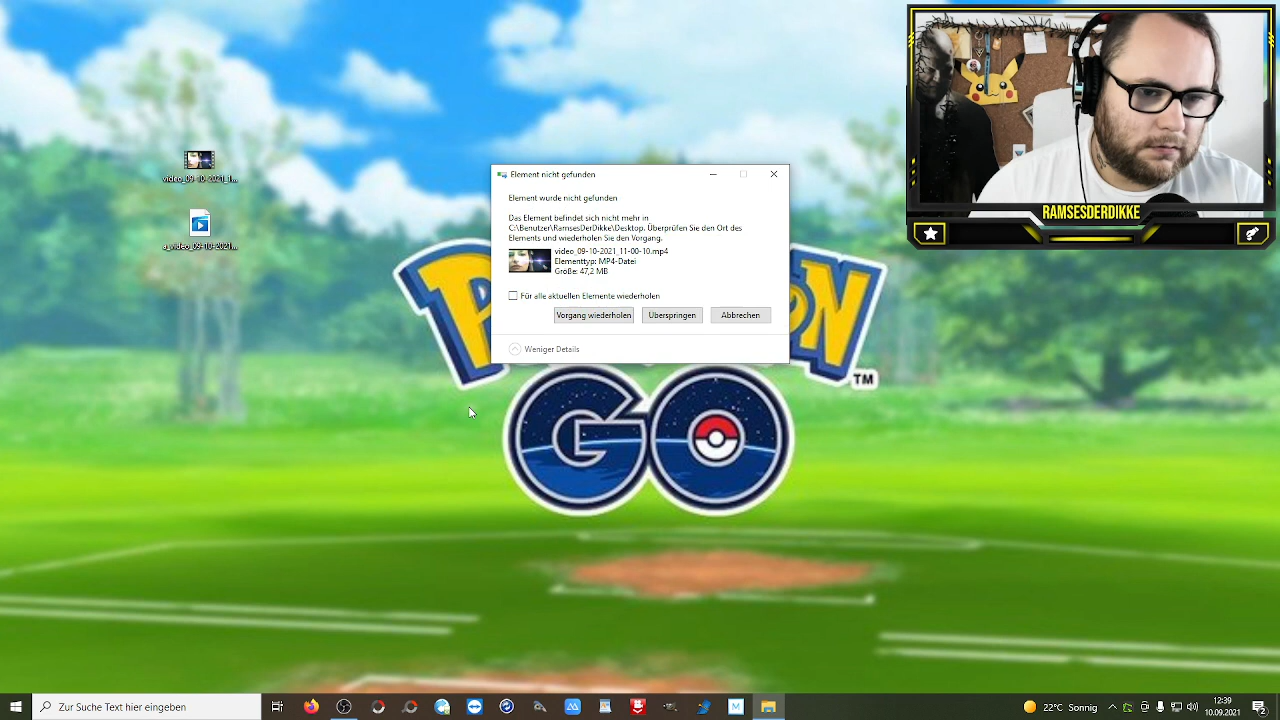 RAMSESDERDIKKE
video_09-10-2021_1...
a_video_09-10-2021...
Element nicht gefunden
Element wurde nicht gefunden
Das Element befindet sich nicht mehr in
C:\Benutzer\RamsesDerDikke\Desktop. Überprüfen Sie den Ort des
Elements und wiederholen Sie den Vorgang.
video_09-10-2021_11-00-10.mp4
Elementtyp: MP4-Datei
Größe: 47,2 MB
Für alle aktuellen Elemente wiederholen
Vorgang wiederholen
Überspringen
Abbrechen
Weniger Details
P ON
TM
GO
Zur Suche Text hier eingeben
22°C Sonnig
12:39
10.09.2021
2